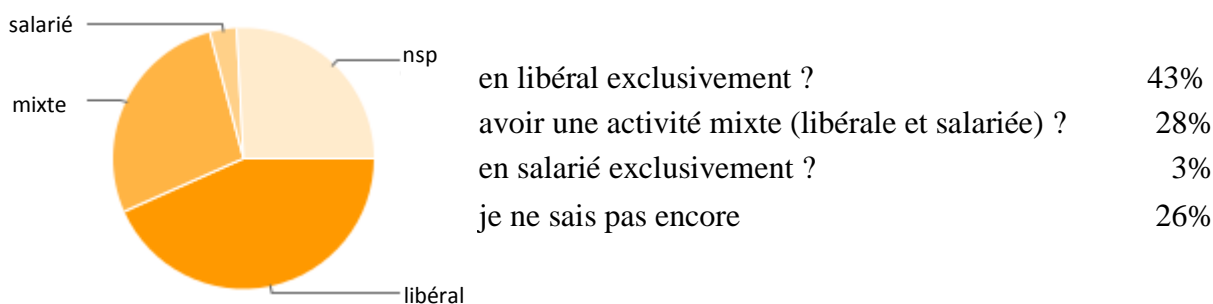 salarié
nsp
mixte
libéral
en libéral exclusivement ? 43%
avoir une activité mixte (libérale et salariée) ? 28%
en salarié exclusivement ? 3%
je ne sais pas encore 26%